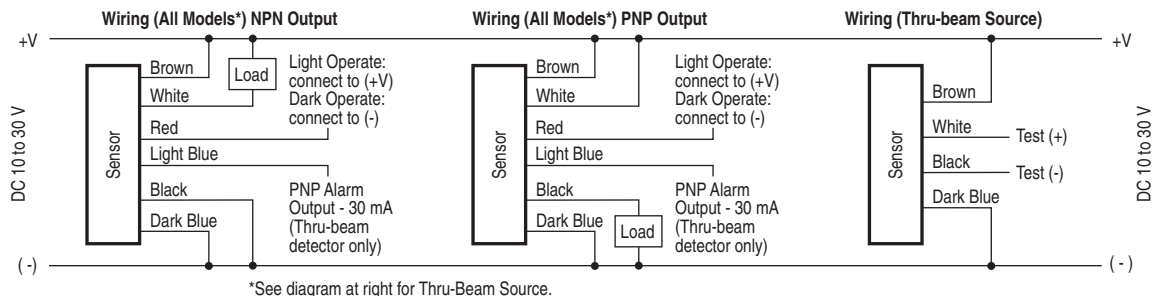 Wiring (All Models*) NPN Output
Wiring (All Models*) PNP Output
Wiring (Thru-beam Source)
+V
DC 10 to 30 V
(-)
Sensor
Brown
White
Red
Light Blue
Black
Dark Blue
Load
Light Operate:
connect to (+V)
Dark Operate:
connect to (-)
PNP Alarm
Output - 30 mA
(Thru-beam
detector only)
Sensor
Brown
White
Red
Light Blue
Black
Dark Blue
Load
Light Operate:
connect to (+V)
Dark Operate:
connect to (-)
PNP Alarm
Output - 30 mA
(Thru-beam
detector only)
Sensor
Brown
White
Black
Dark Blue
Test (+)
Test (-)
+V
DC 10 to 30 V
(-)
*See diagram at right for Thru-Beam Source.